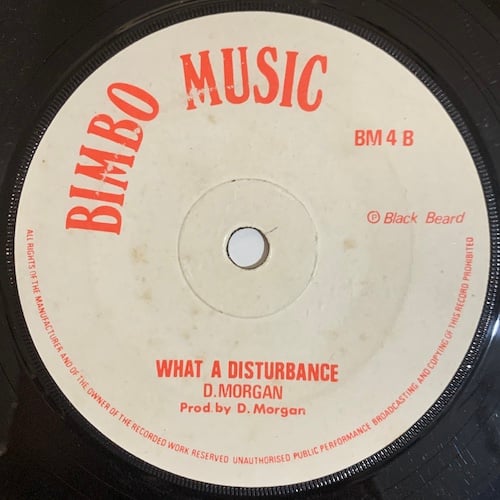 BIMBO MUSIC
BM 4 B
℗ Black Beard
WHAT A DISTURBANCE
D. MORGAN
Prod. by D. Morgan
ALL RIGHTS OF THE MANUFACTURER AND OF THE OWNER OF THE RECORDED WORK RESERVED UNAUTHORISED PUBLIC PERFORMANCE BROADCASTING AND COPYING OF THIS RECORD PROHIBITED